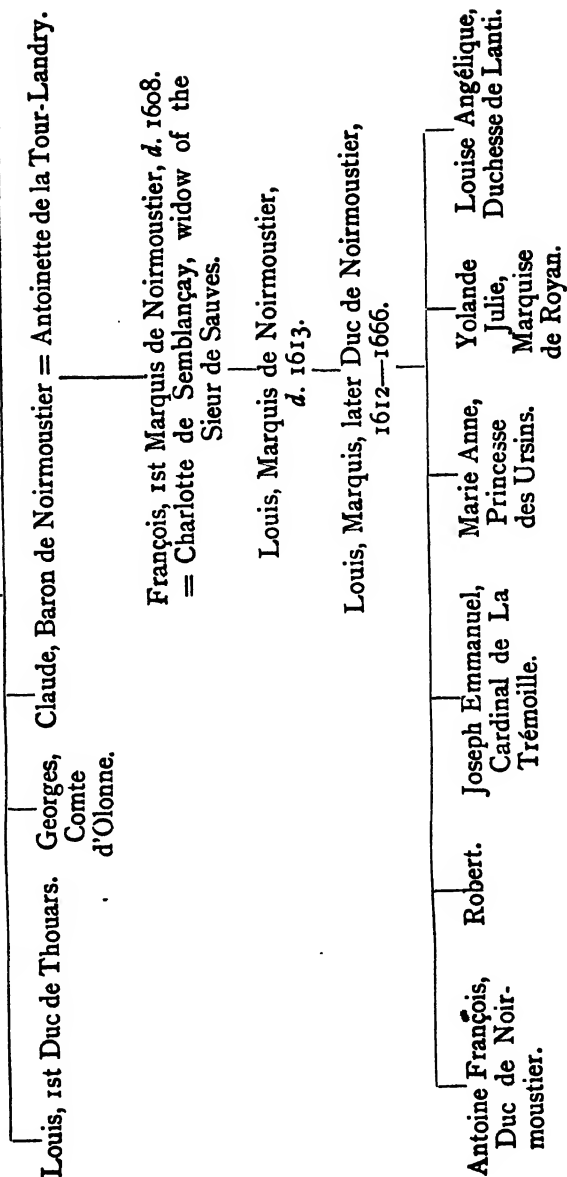 Louis, 1st Duc de Thouars.
Georges,
Comte
d'Olonne.
Claude, Baron de Noirmoustier = Antoinette de la Tour-Landry.
François, 1st Marquis de Noirmoustier, d. 1608.
= Charlotte de Semblançay, widow of the
Sieur de Sauves.
Louis, Marquis de Noirmoustier,
d. 1613.
Louis, Marquis, later Duc de Noirmoustier,
1612—1666.
Antoine François,
Duc de Noir-
moustier.
Robert.
Joseph Emmanuel,
Cardinal de La
Trémoille.
Marie Anne,
Princesse
des Ursins.
Yolande
Julie,
Marquise
de Royan.
Louise Angélique,
Duchesse de Lanti.